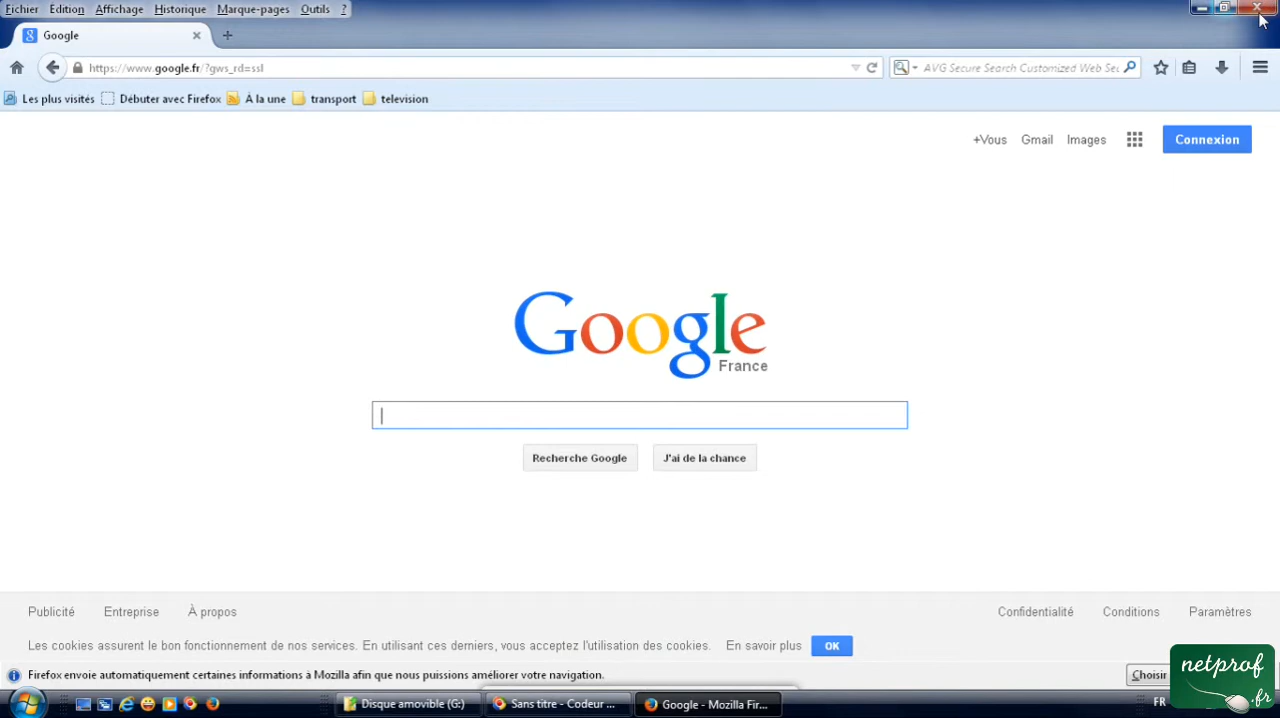 Fichier Édition Affichage Historique Marque-pages Outils ?
Google
https://www.google.fr/?gws_rd=ssl
AVG Secure Search Customized Web Sec
Les plus visités Débuter avec Firefox À la une transport television
+Vous Gmail Images Connexion
Google
France
Recherche Google J'ai de la chance
Publicité Entreprise À propos Confidentialité Conditions Paramètres
Les cookies assurent le bon fonctionnement de nos services. En utilisant ces derniers, vous acceptez l'utilisation des cookies. En savoir plus OK
Firefox envoie automatiquement certaines informations à Mozilla afin que nous puissions améliorer votre navigation. Choisir
netprof.fr
Disque amovible (G:) Sans titre - Codeur ... Google - Mozilla Fir... FR